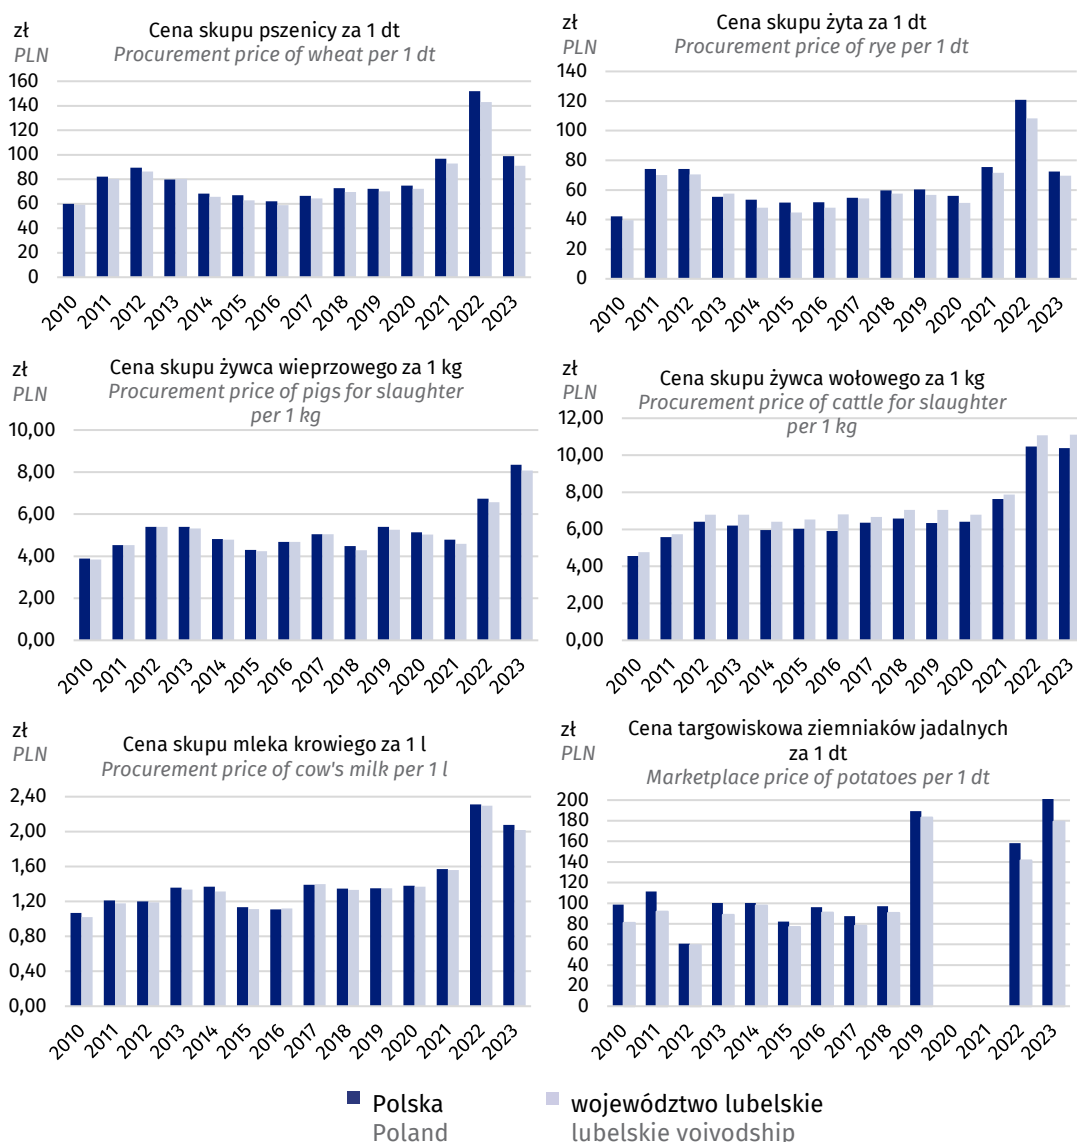 zł
PLN
Cena skupu pszenicy za 1 dt
Procurement price of wheat per 1 dt
160
140
120
100
80
60
40
20
0
2010 2011 2012 2013 2014 2015 2016 2017 2018 2019 2020 2021 2022 2023
zł
PLN
Cena skupu żyta za 1 dt
Procurement price of rye per 1 dt
140
120
100
80
60
40
20
0
2010 2011 2012 2013 2014 2015 2016 2017 2018 2019 2020 2021 2022 2023
zł
PLN
Cena skupu żywca wieprzowego za 1 kg
Procurement price of pigs for slaughter
per 1 kg
10,00
8,00
6,00
4,00
2,00
0,00
2010 2011 2012 2013 2014 2015 2016 2017 2018 2019 2020 2021 2022 2023
zł
PLN
Cena skupu żywca wołowego za 1 kg
Procurement price of cattle for slaughter
per 1 kg
12,00
10,00
8,00
6,00
4,00
2,00
0,00
2010 2011 2012 2013 2014 2015 2016 2017 2018 2019 2020 2021 2022 2023
zł
PLN
Cena skupu mleka krowiego za 1 l
Procurement price of cow's milk per 1 l
2,40
2,00
1,60
1,20
0,80
0,40
0,00
2010 2011 2012 2013 2014 2015 2016 2017 2018 2019 2020 2021 2022 2023
zł
PLN
Cena targowiskowa ziemniaków jadalnych
za 1 dt
Marketplace price of potatoes per 1 dt
200
180
160
140
120
100
80
60
40
20
0
2010 2011 2012 2013 2014 2015 2016 2017 2018 2019 2020 2021 2022 2023
Polska
Poland
województwo lubelskie
lubelskie voivodship